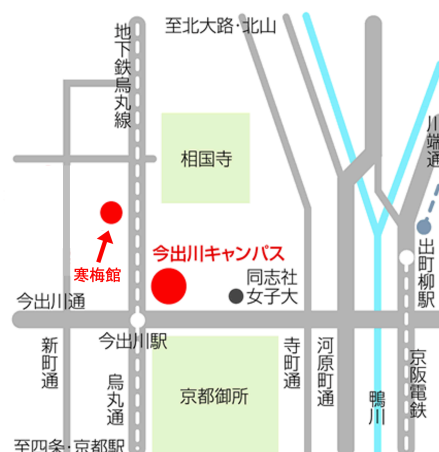 至北大路・北山
地下鉄烏丸線
川端通
相国寺
寒梅館
今出川キャンパス
同志社
女子大
出町柳駅
今出川通
今出川駅
新町通
烏丸通
京都御所
寺町通
河原町通
鴨川
京阪電鉄
至四条・京都駅